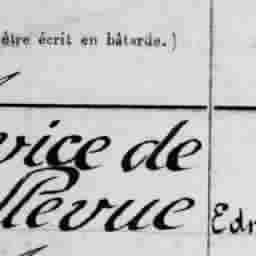 être écrit en bâtarde.)
vice de
llevue Edr